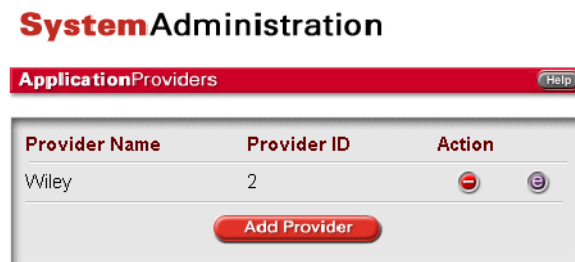 SystemAdministration
ApplicationProviders Help
Provider Name Provider ID Action
Wiley 2 e
Add Provider